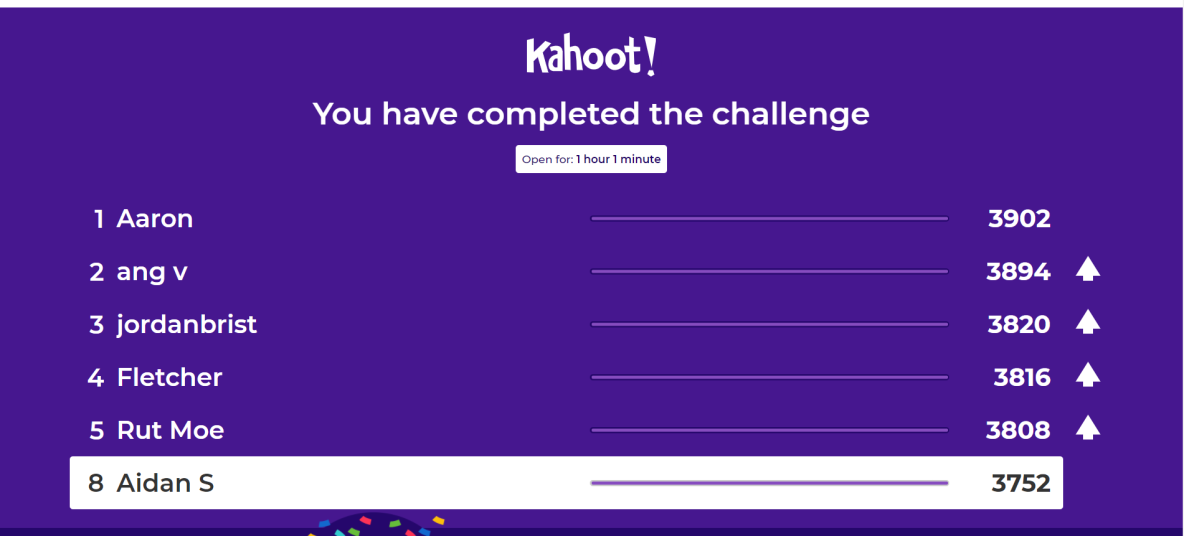 Kahoot!
You have completed the challenge
Open for: 1 hour 1 minute
1 Aaron 3902
2 ang v 3894
3 jordanbrist 3820
4 Fletcher 3816
5 Rut Moe 3808
8 Aidan S 3752